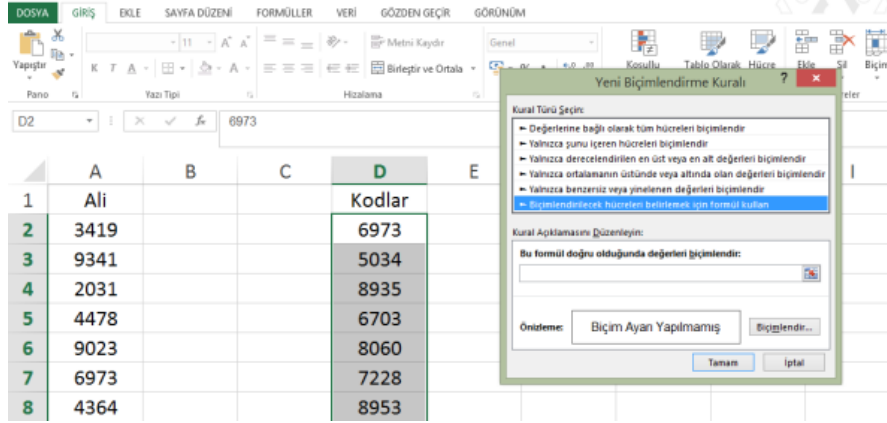 DOSYA GİRİŞ EKLE SAYFA DÜZENİ FORMÜLLER VERİ GÖZDEN GEÇİR GÖRÜNÜM
11 A A Metni Kaydır Genel
Yapıştır K T A A Birleştir ve Ortala % Koşullu Tablo Olarak Hücre Ekle Sil Biçim
Pano Yazı Tipi Hizalama
D2 fx 6973
Yeni Biçimlendirme Kuralı ?
Kural Türü Seçin:
Değerlerine bağlı olarak tüm hücreleri biçimlendir
Yalnızca şunu içeren hücreleri biçimlendir
Yalnızca derecelendirilen en üst veya en alt değerleri biçimlendir
Yalnızca ortalamanın üstünde veya altında olan değerleri biçimlendir
Yalnızca benzersiz veya yinelenen değerleri biçimlendir
Biçimlendirilecek hücreleri belirlemek için formül kullan
Kural Açıklamasını Düzenleyin:
Bu formül doğru olduğunda değerleri biçimlendir:
Önizleme: Biçim Ayarı Yapılmamış Biçimlendir...
Tamam İptal
A B C D E I
1 Ali Kodlar
2 3419 6973
3 9341 5034
4 2031 8935
5 4478 6703
6 9023 8060
7 6973 7228
8 4364 8953